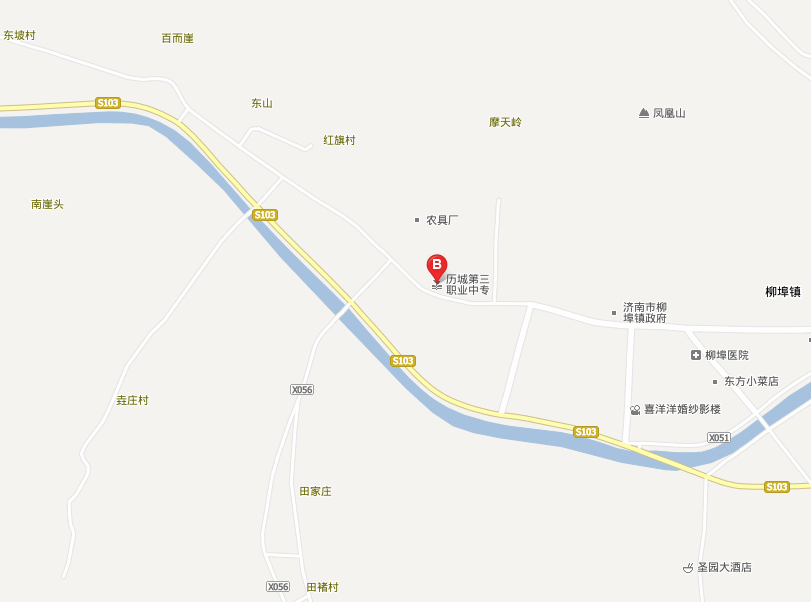 东坡村
百而崖
S103
东山
红旗村
摩天岭
凤凰山
南崖头
S103
农具厂
B
历城第三
职业中专
柳埠镇
济南市柳
埠镇政府
S103
柳埠医院
东方小菜店
X056
垚庄村
喜洋洋婚纱影楼
S103
X051
田家庄
S103
圣园大酒店
X056
田褚村